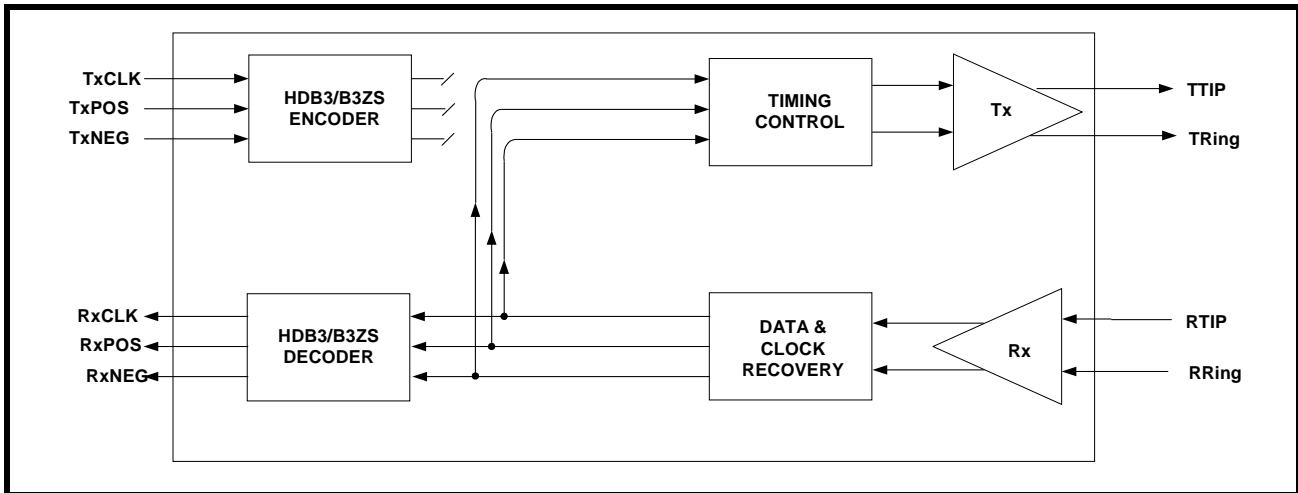 TxCLK
TxPOS
TxNEG
HDB3/B3ZS
ENCODER
TIMING
CONTROL
Tx
TTIP
TRing
RxCLK
RxPOS
RxNEG
HDB3/B3ZS
DECODER
DATA &
CLOCK
RECOVERY
Rx
RTIP
RRing